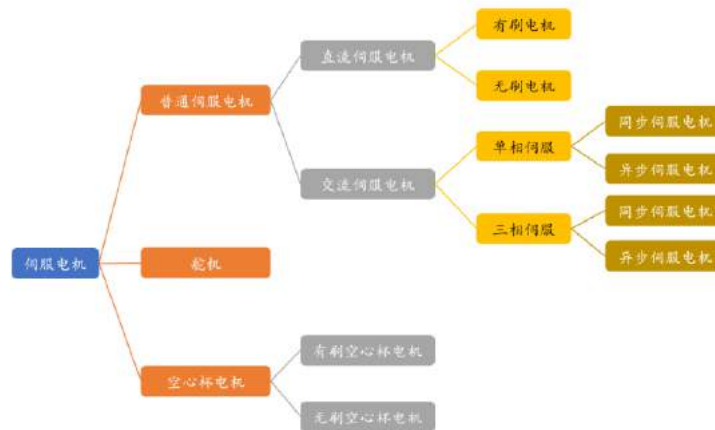 伺服电机
普通伺服电机
直流伺服电机
有刷电机
无刷电机
交流伺服电机
单相伺服
同步伺服电机
异步伺服电机
三相伺服
同步伺服电机
异步伺服电机
舵机
空心杯电机
有刷空心杯电机
无刷空心杯电机